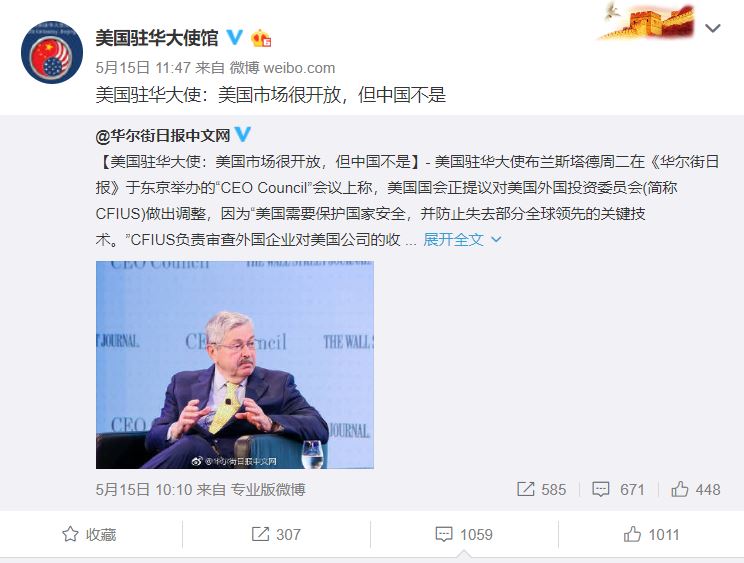 美国驻华大使馆
5月15日 11:47 来自 微博 weibo.com
美国驻华大使：美国市场很开放，但中国不是
@华尔街日报中文网
【美国驻华大使：美国市场很开放，但中国不是】- 美国驻华大使布兰斯塔德周二在《华尔街日
报》于东京举办的“CEO Council”会议上称，美国国会正提议对美国外国投资委员会(简称
CFIUS)做出调整，因为“美国需要保护国家安全，并防止失去部分全球领先的关键技
术。”CFIUS负责审查外国企业对美国公司的收 ... 展开全文
CEO Council THE WALL STREET JOURNAL
T JOURNAL. CEO Council THE WALL S
CEO COUNCIL JOURNAL.
@华尔街日报中文网
5月15日 10:10 来自 专业版微博 585 671 448
收藏 307 1059 1011